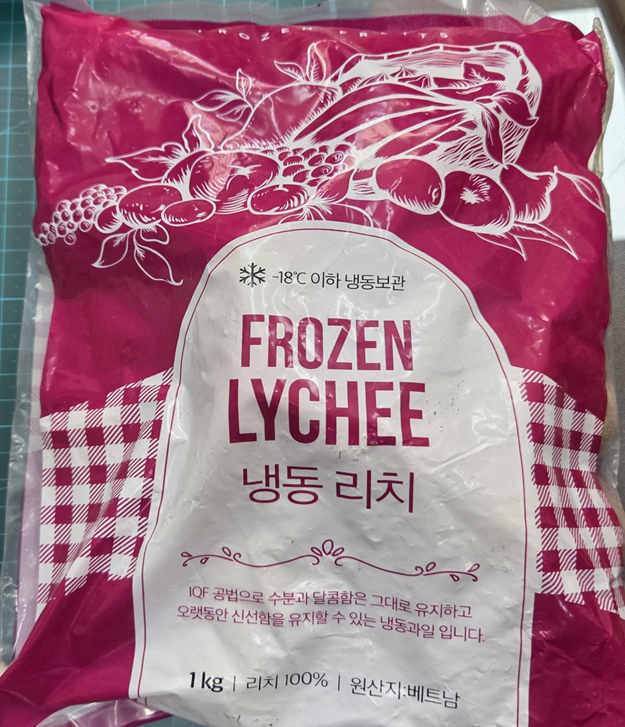 FROZEN FRUITS
-18℃ 이하 냉동보관
FROZEN
LYCHEE
냉동 리치
IQF 공법으로 수분과 달콤함은 그대로 유지하고
오랫동안 신선함을 유지할 수 있는 냉동과일 입니다.
1kg | 리치 100% | 원산지:베트남